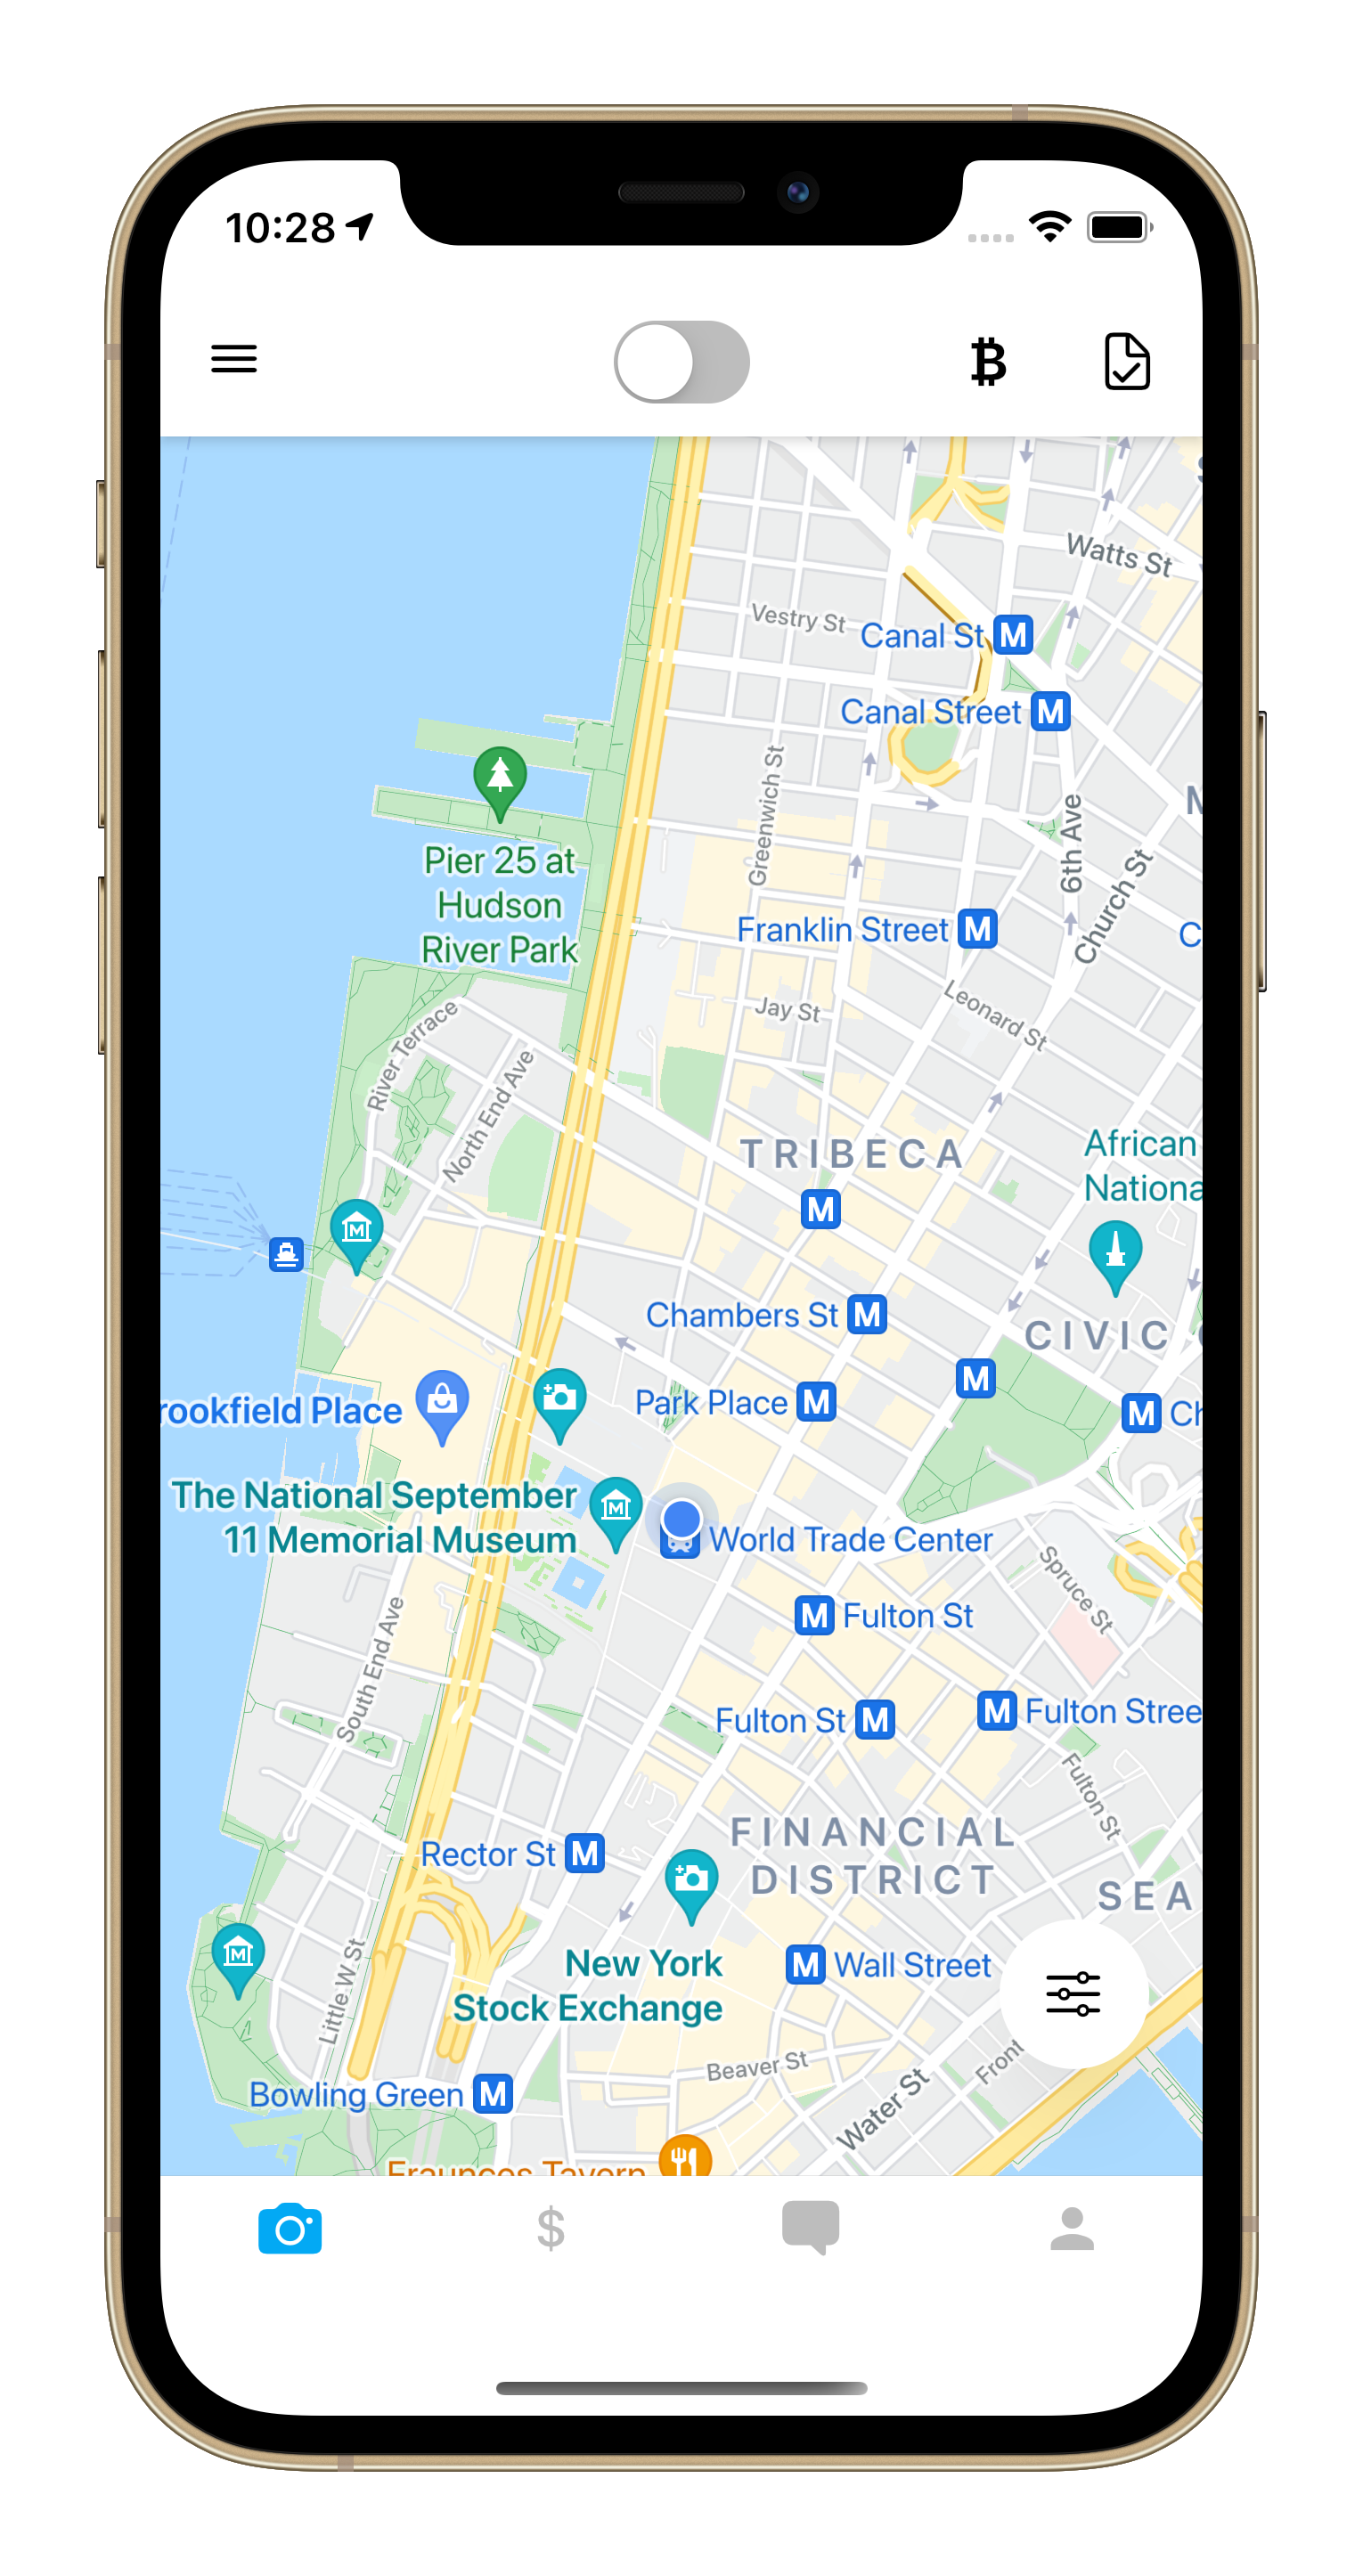 10:28
Watts St
Vestry St
Canal St M
Canal Street M
Greenwich St
6th Ave
Church St
Pier 25 at
Hudson
River Park
Franklin Street M
C
M
Jay St
Leonard St
River Terrace
North End Ave
TRIBECA
M
African
Nationa
Chambers St M
CIVIC
M
Park Place M
M Ch
rookfield Place
The National September
11 Memorial Museum
World Trade Center
Spruce St
M Fulton St
South End Ave
Fulton St M
M Fulton Stree
Fulton St
Rector St M
FINANCIAL
DISTRICT
SEA
New York
Stock Exchange
M Wall Street
Little W St
Beaver St
Front
Water St
Bowling Green M
Fraunces Tavern
$